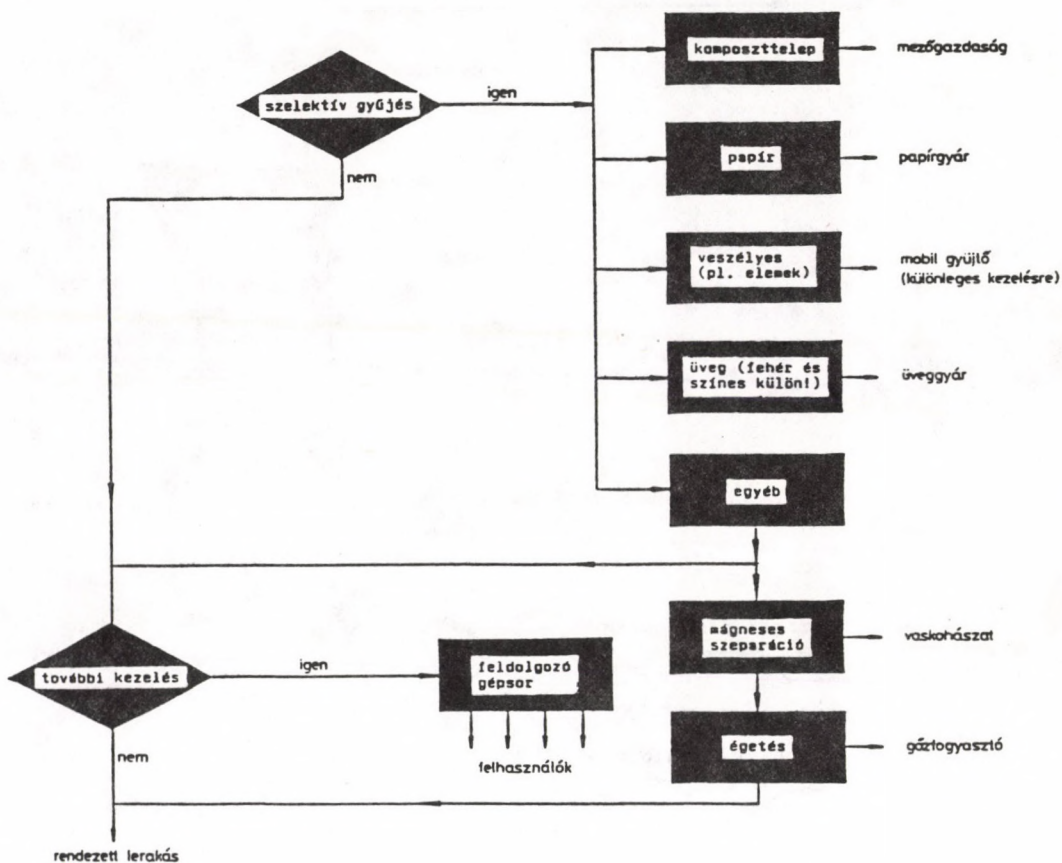 komposzttelep
mezőgazdaság
szelektív gyűjés
igen
nem
papír
papírgyár
veszélyes
(pl. elemek)
mobil gyűjtő
(különleges kezelésre)
üveg (fehér és
színes külön!)
üveggyár
egyéb
mágneses
szeparáció
vaskohászat
további kezelés
igen
feldolgozó
gépsor
felhasználók
nem
égetés
gőzfogyasztó
rendezett lerakás